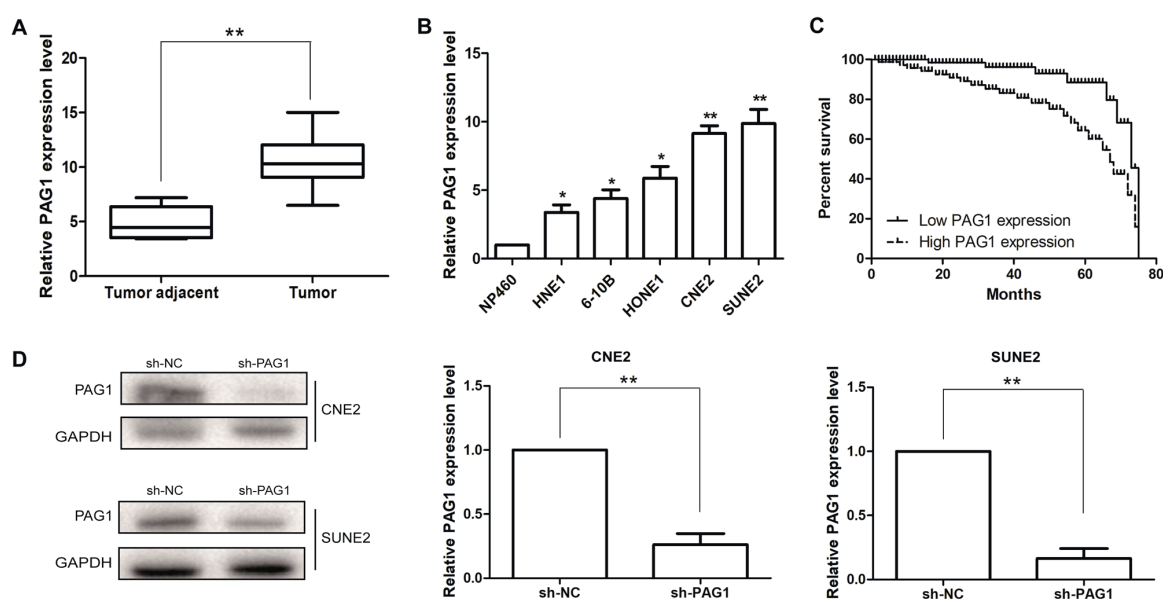 A
**
Relative PAG1 expression level
20
15
10
5
0
Tumor adjacent
Tumor
B
Relative PAG1 expression level
15
10
5
0
*
*
*
**
**
NP460
HNE1
6-10B
HONE1
CNE2
SUNE2
C
Percent survival
100
80
60
40
20
0
Low PAG1 expression
High PAG1 expression
0 20 40 60 80
Months
D
sh-NC sh-PAG1
PAG1
GAPDH
CNE2
sh-NC sh-PAG1
PAG1
GAPDH
SUNE2
CNE2
**
Relative PAG1 expression level
1.5
1.0
0.5
0.0
sh-NC sh-PAG1
SUNE2
**
Relative PAG1 expression level
1.5
1.0
0.5
0.0
sh-NC sh-PAG1